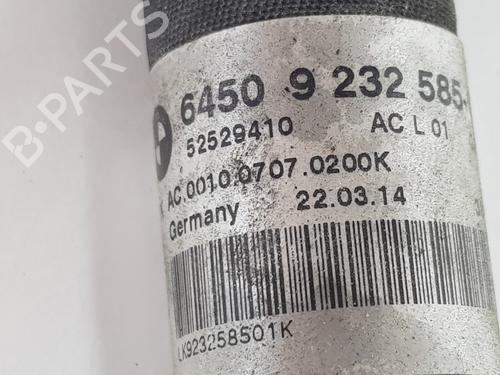 B-PARTS
6450 9 232 585-
52529410 AC L 01
AC.0010.0707.0200K
Germany 22.03.14
LK923258501K